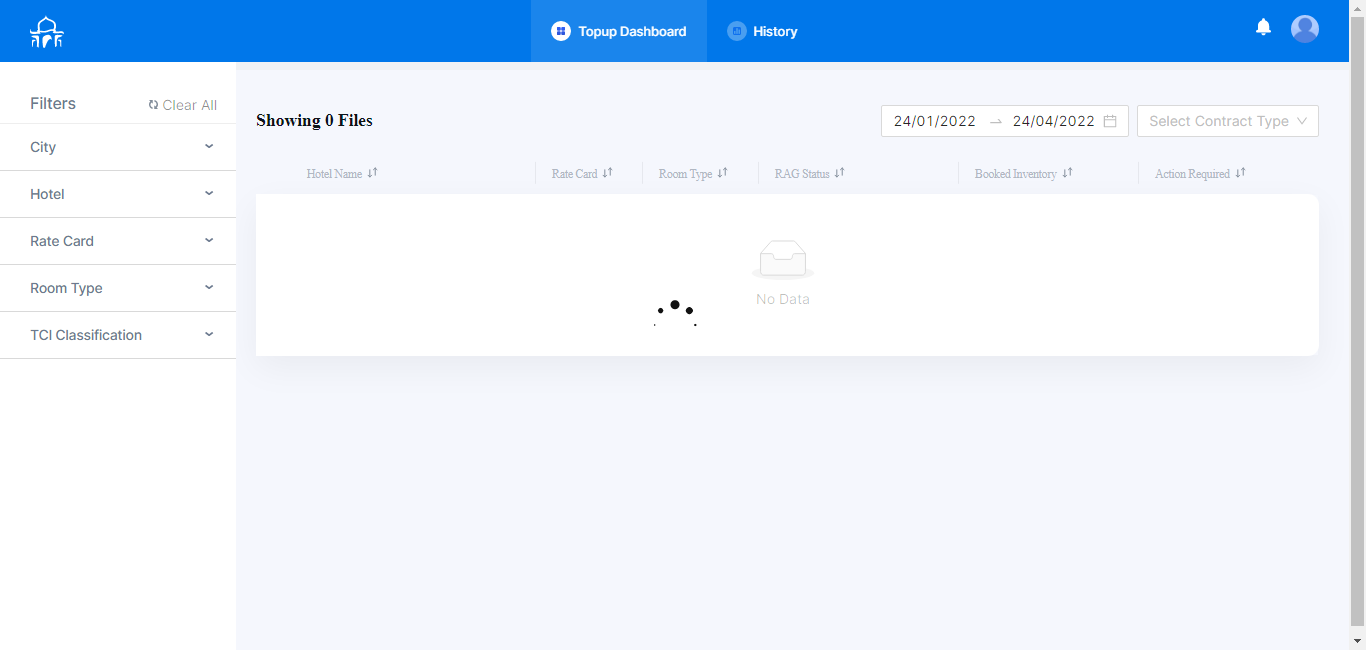 Topup Dashboard
History
Filters
Clear All
City
Hotel
Rate Card
Room Type
TCI Classification
Showing 0 Files
24/01/2022 → 24/04/2022
Select Contract Type
Hotel Name Rate Card Room Type RAG Status Booked Inventory Action Required
No Data